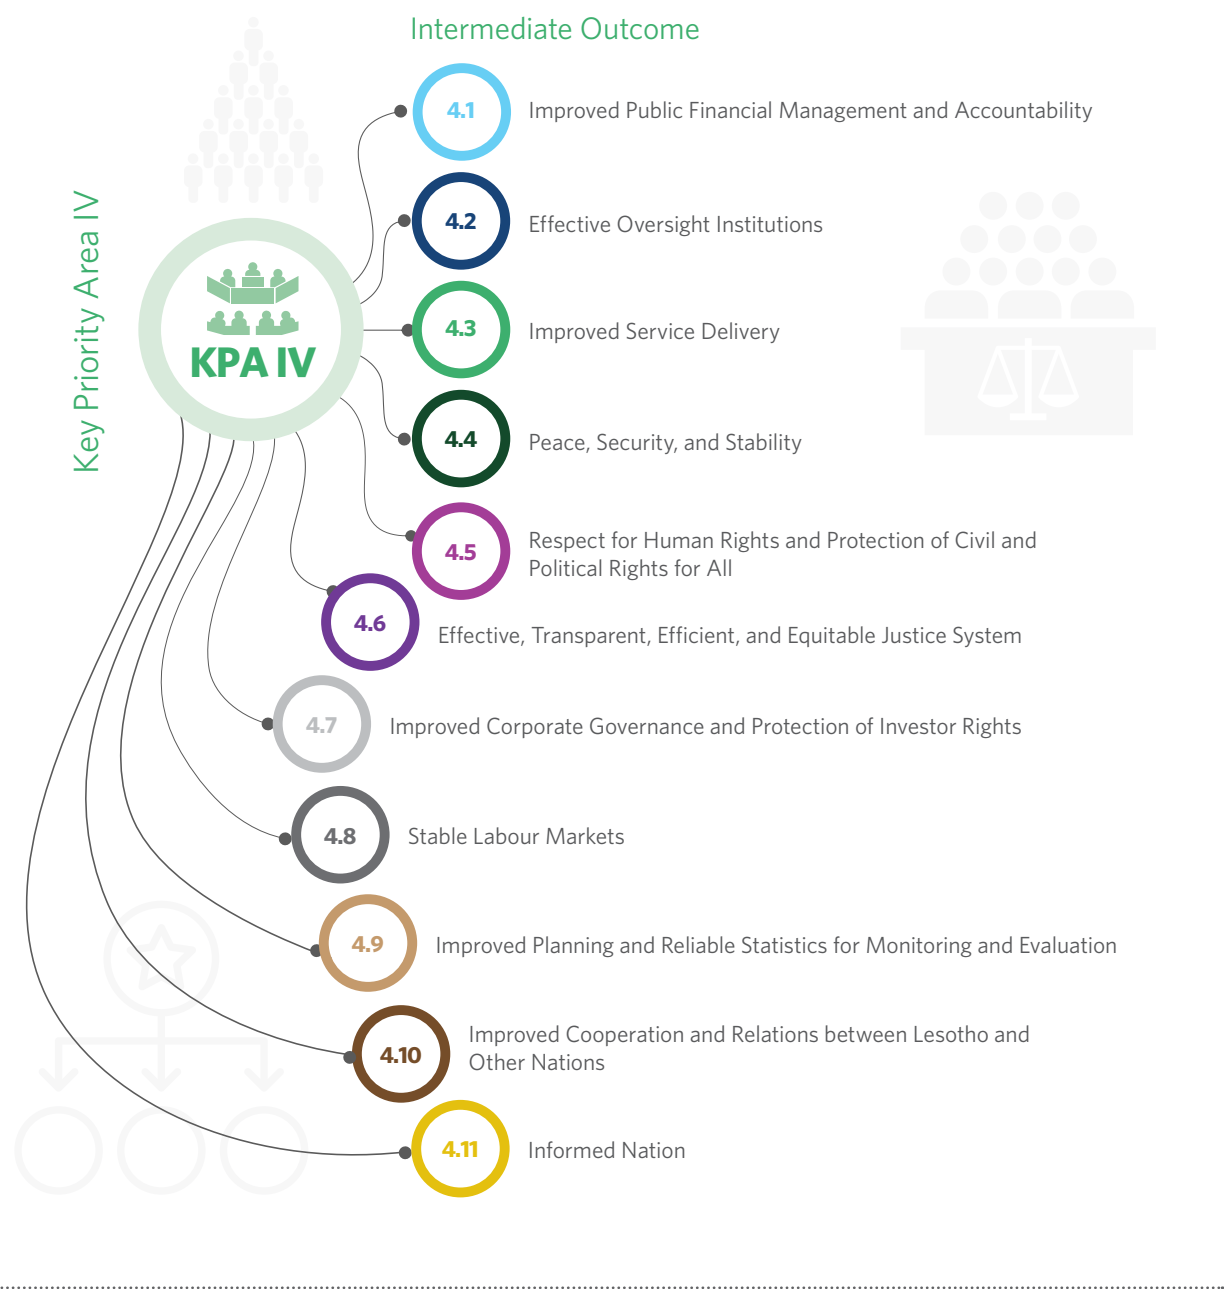 Intermediate Outcome
Key Priority Area IV
KPA IV
4.1
Improved Public Financial Management and Accountability
4.2
Effective Oversight Institutions
4.3
Improved Service Delivery
4.4
Peace, Security, and Stability
4.5
Respect for Human Rights and Protection of Civil and
Political Rights for All
4.6
Effective, Transparent, Efficient, and Equitable Justice System
4.7
Improved Corporate Governance and Protection of Investor Rights
4.8
Stable Labour Markets
4.9
Improved Planning and Reliable Statistics for Monitoring and Evaluation
4.10
Improved Cooperation and Relations between Lesotho and
Other Nations
4.11
Informed Nation